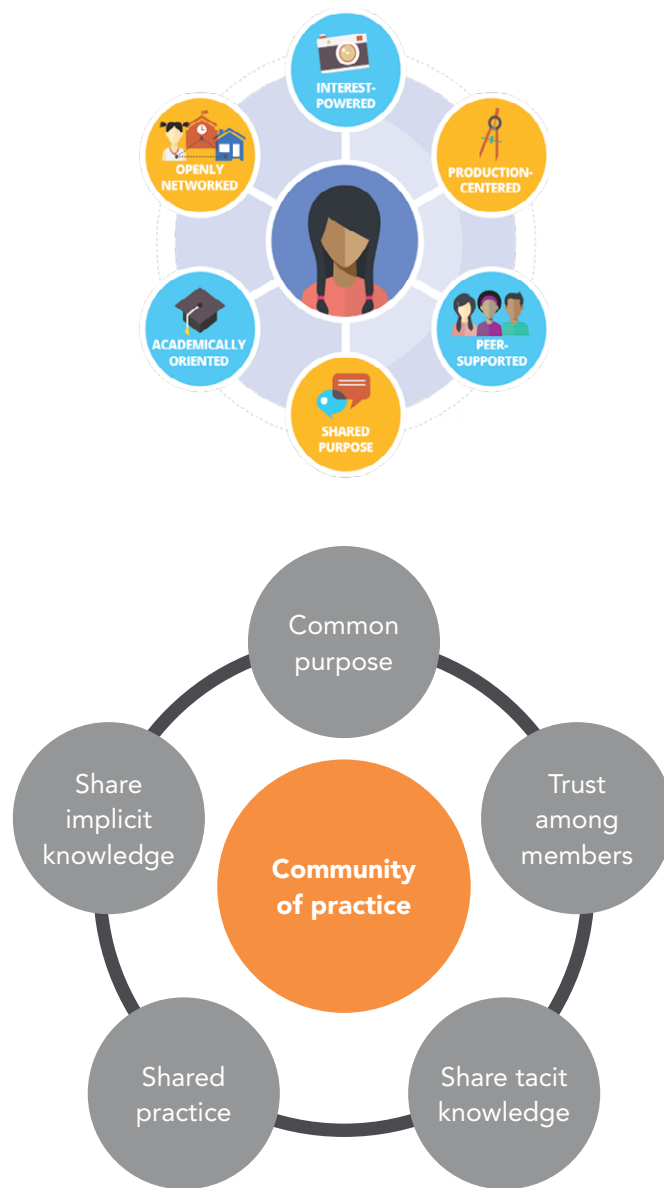 INTEREST-
POWERED
OPENLY
NETWORKED
PRODUCTION-
CENTERED
ACADEMICALLY
ORIENTED
PEER-
SUPPORTED
SHARED
PURPOSE
Common
purpose
Share
implicit
knowledge
Trust
among
members
Community
of practice
Shared
practice
Share tacit
knowledge